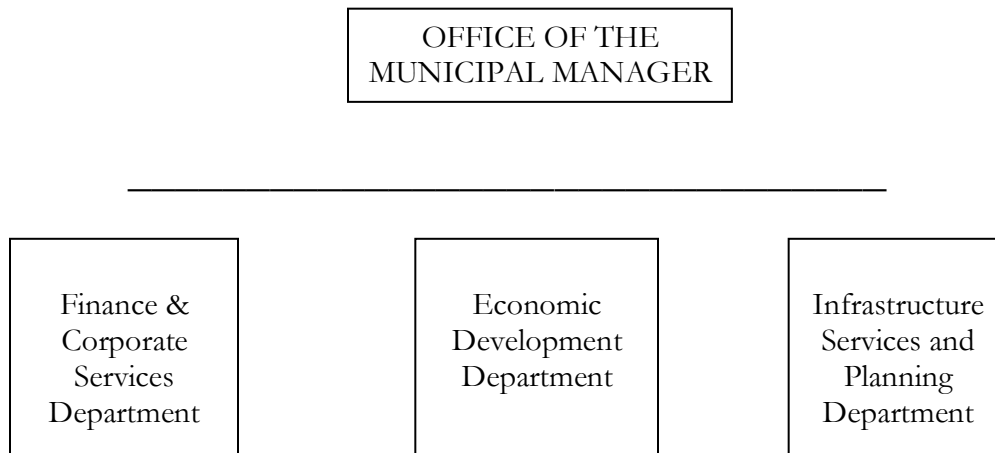 OFFICE OF THE
MUNICIPAL MANAGER
Finance &
Corporate
Services
Department
Economic
Development
Department
Infrastructure
Services and
Planning
Department